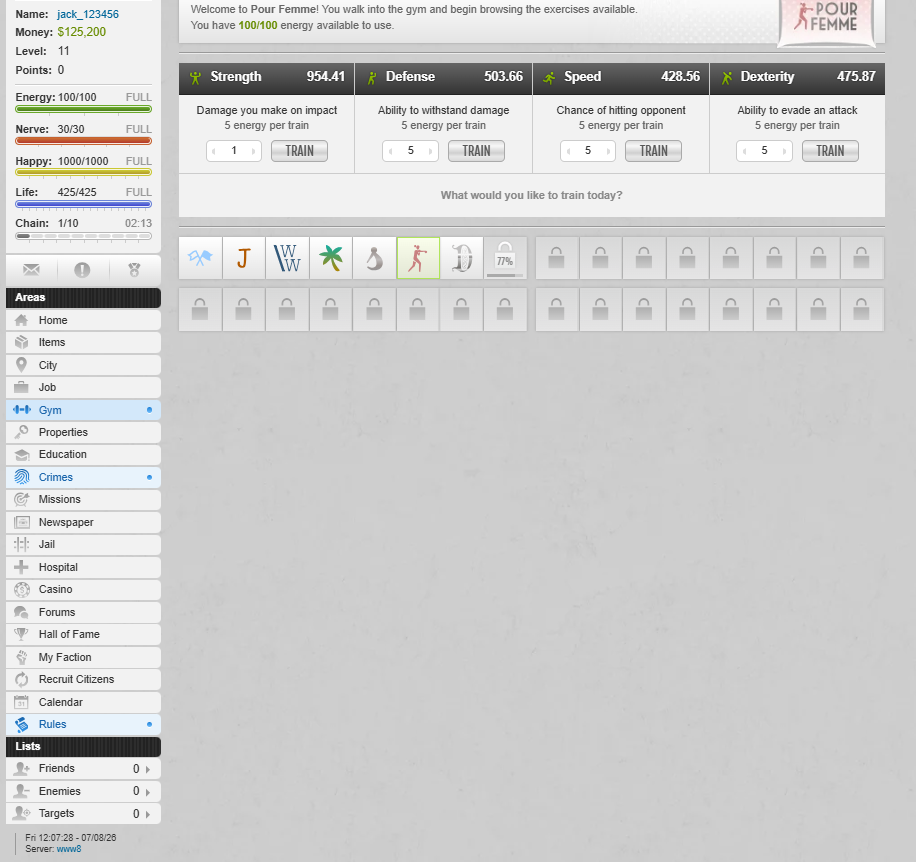 Name: jack_123456
Money: $125,200
Level: 11
Points: 0
Energy: 100/100 FULL
Nerve: 30/30 FULL
Happy: 1000/1000 FULL
Life: 425/425 FULL
Chain: 1/10 02:13
Areas
Home
Items
City
Job
Gym
Properties
Education
Crimes
Missions
Newspaper
Jail
Hospital
Casino
Forums
Hall of Fame
My Faction
Recruit Citizens
31
Calendar
Rules
Lists
Friends 0
Enemies 0
Targets 0
Fri 12:07:28 - 07/08/26
Server: www8
Welcome to Pour Femme! You walk into the gym and begin browsing the exercises available.
You have 100/100 energy available to use.
POUR
FEMME
Strength 954.41
Damage you make on impact
5 energy per train
1 TRAIN
Defense 503.66
Ability to withstand damage
5 energy per train
5 TRAIN
Speed 428.56
Chance of hitting opponent
5 energy per train
5 TRAIN
Dexterity 475.87
Ability to evade an attack
5 energy per train
5 TRAIN
What would you like to train today?
J
W
W
D
77%